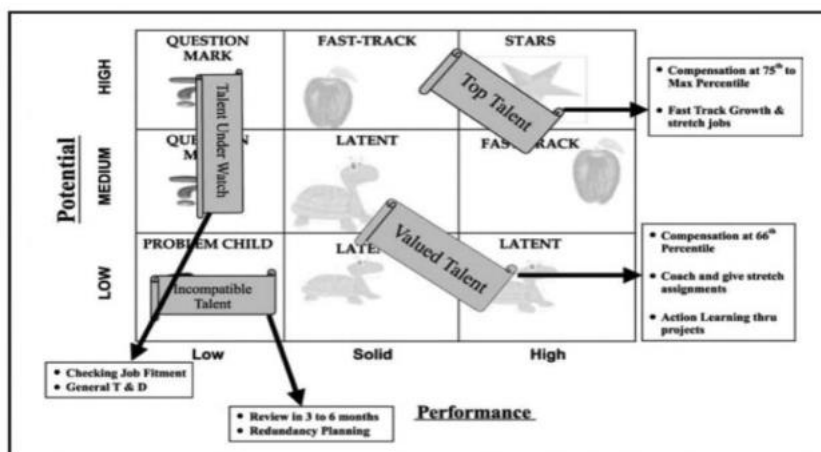 QUESTION
MARK
FAST-TRACK
STARS
HIGH
Talent Under Watch
Top Talent
• Compensation at 75th to
Max Percentile
• Fast Track Growth &
stretch jobs
Potential
MEDIUM
LATENT
Valued Talent
• Compensation at 66th
Percentile
• Coach and give stretch
assignments
• Action Learning thru
projects
LOW
PROBLEM CHILD
LATENT
Incompatible
Talent
Low
Solid
High
• Checking Job Fitment
• General T & D
• Review in 3 to 6 months
• Redundancy Planning
Performance